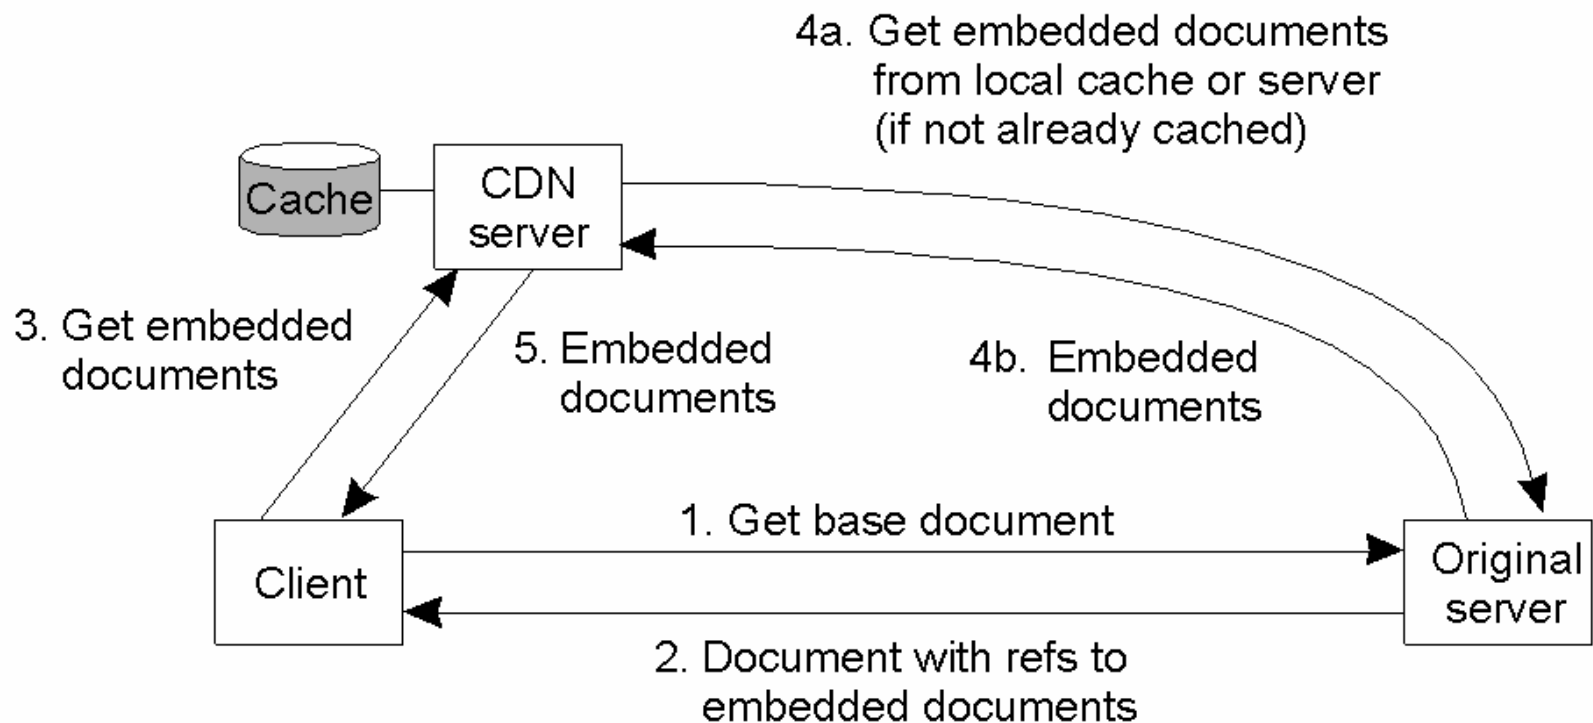 4a. Get embedded documents
from local cache or server
(if not already cached)
Cache
CDN
server
3. Get embedded
documents
5. Embedded
documents
4b. Embedded
documents
1. Get base document
Client
Original
server
2. Document with refs to
embedded documents